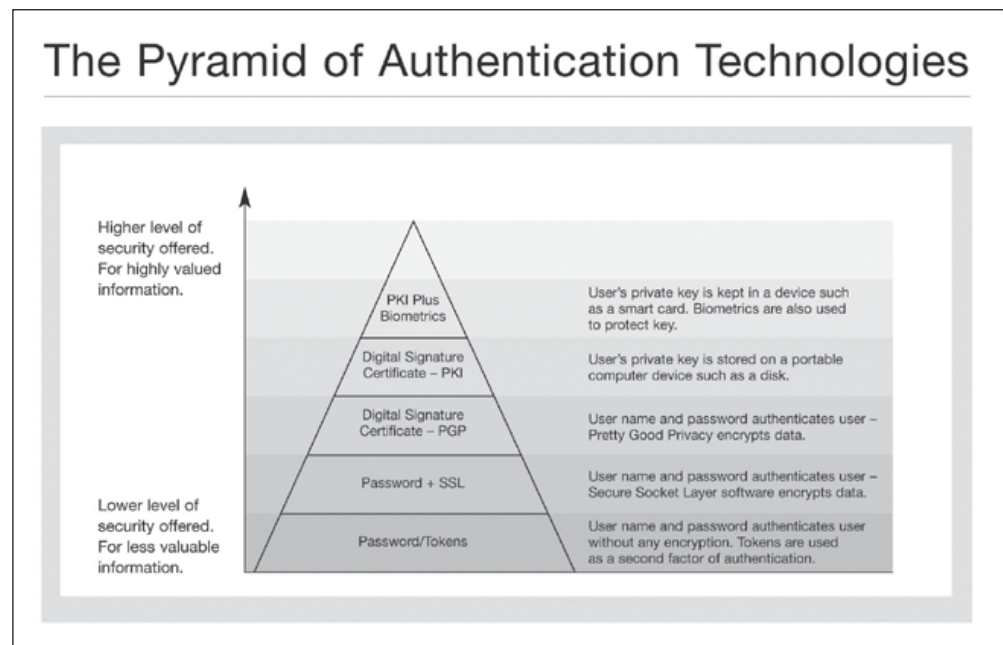 The Pyramid of Authentication Technologies
Higher level of
security offered.
For highly valued
information.
PKI Plus
Biometrics
User's private key is kept in a device such
as a smart card. Biometrics are also used
to protect key.
Digital Signature
Certificate – PKI
User's private key is stored on a portable
computer device such as a disk.
Digital Signature
Certificate – PGP
User name and password authenticates user –
Pretty Good Privacy encrypts data.
Password + SSL
User name and password authenticates user –
Secure Socket Layer software encrypts data.
Lower level of
security offered.
For less valuable
information.
Password/Tokens
User name and password authenticates user
without any encryption. Tokens are used
as a second factor of authentication.